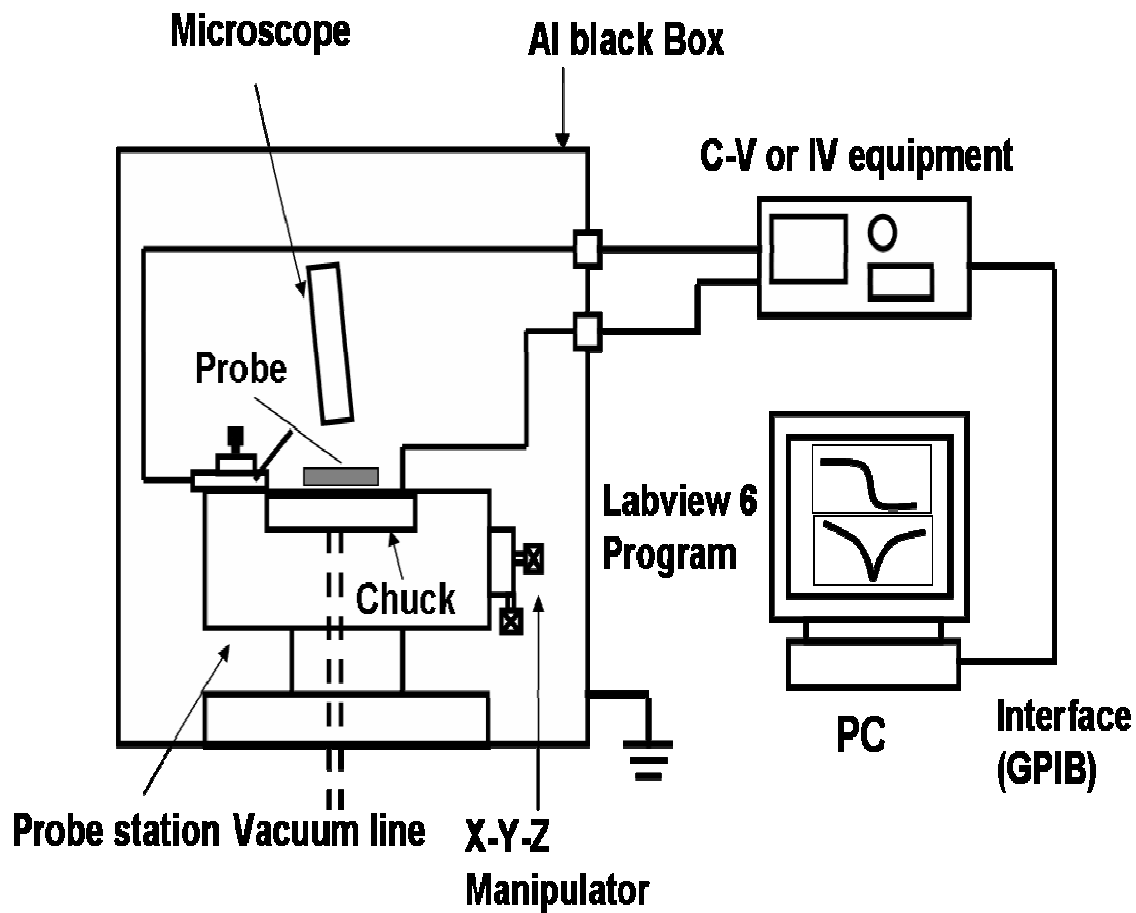 Microscope
Al black Box
C-V or IV equipment
Probe
Labview 6
Program
Chuck
PC
Interface
(GPIB)
Probe station
Vacuum line
X-Y-Z
Manipulator